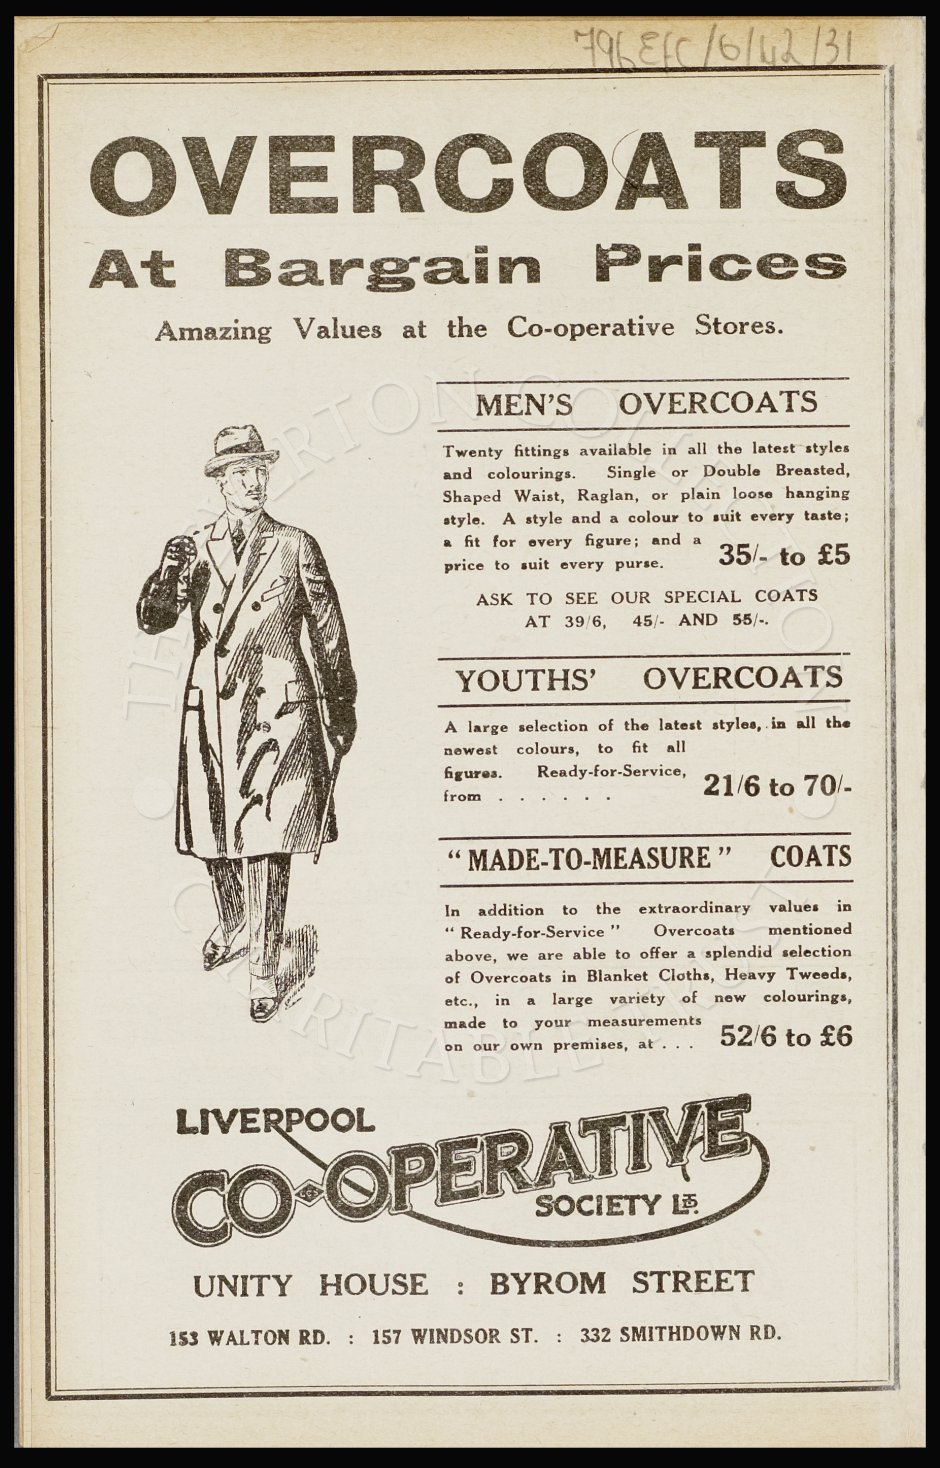 796 EFC/6/42/31
OVERCOATS
At Bargain Prices
Amazing Values at the Co-operative Stores.
MEN'S OVERCOATS
Twenty fittings available in all the latest styles
and colourings. Single or Double Breasted,
Shaped Waist, Raglan, or plain loose hanging
style. A style and a colour to suit every taste;
a fit for every figure; and a
price to suit every purse. 35/- to £5
ASK TO SEE OUR SPECIAL COATS
AT 39/6, 45/- AND 55/-.
YOUTHS' OVERCOATS
A large selection of the latest styles, in all the
newest colours, to fit all
figures. Ready-for-Service,
from . . . . . . 21/6 to 70/-
"MADE-TO-MEASURE" COATS
In addition to the extraordinary values in
"Ready-for-Service" Overcoats mentioned
above, we are able to offer a splendid selection
of Overcoats in Blanket Cloths, Heavy Tweeds,
etc., in a large variety of new colourings,
made to your measurements
on our own premises, at . . . 52/6 to £6
LIVERPOOL
CO-OPERATIVE
SOCIETY LTD.
UNITY HOUSE : BYROM STREET
153 WALTON RD. : 157 WINDSOR ST. : 332 SMITHDOWN RD.
THE EVERTON COLLECTION
CHARITABLE TRUST